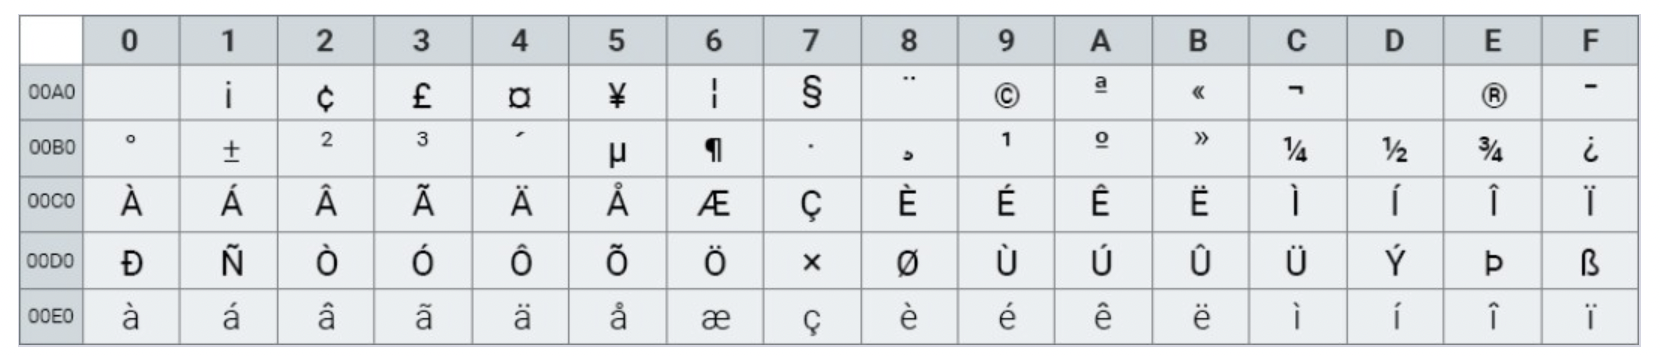 0 1 2 3 4 5 6 7 8 9 A B C D E F
00A0 ¡ ¢ £ ¤ ¥ ¦ § ¨ © ª « ¬ ® ¯
00B0 ° ± ² ³ ´ µ ¶ · ¸ ¹ º » ¼ ½ ¾ ¿
00C0 À Á Â Ã Ä Å Æ Ç È É Ê Ë Ì Í Î Ï
00D0 Ð Ñ Ò Ó Ô Õ Ö × Ø Ù Ú Û Ü Ý Þ ß
00E0 à á â ã ä å æ ç è é ê ë ì í î ï